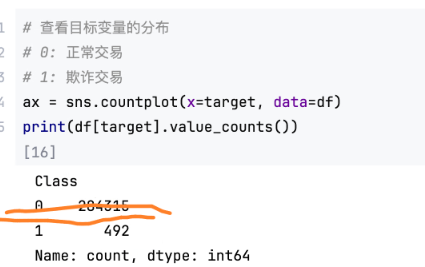 1 # 查看目标变量的分布
2 # 0: 正常交易
3 # 1: 欺诈交易
4 ax = sns.countplot(x=target, data=df)
5 print(df[target].value_counts())
[16]
Class
0 284315
1 492
Name: count, dtype: int64